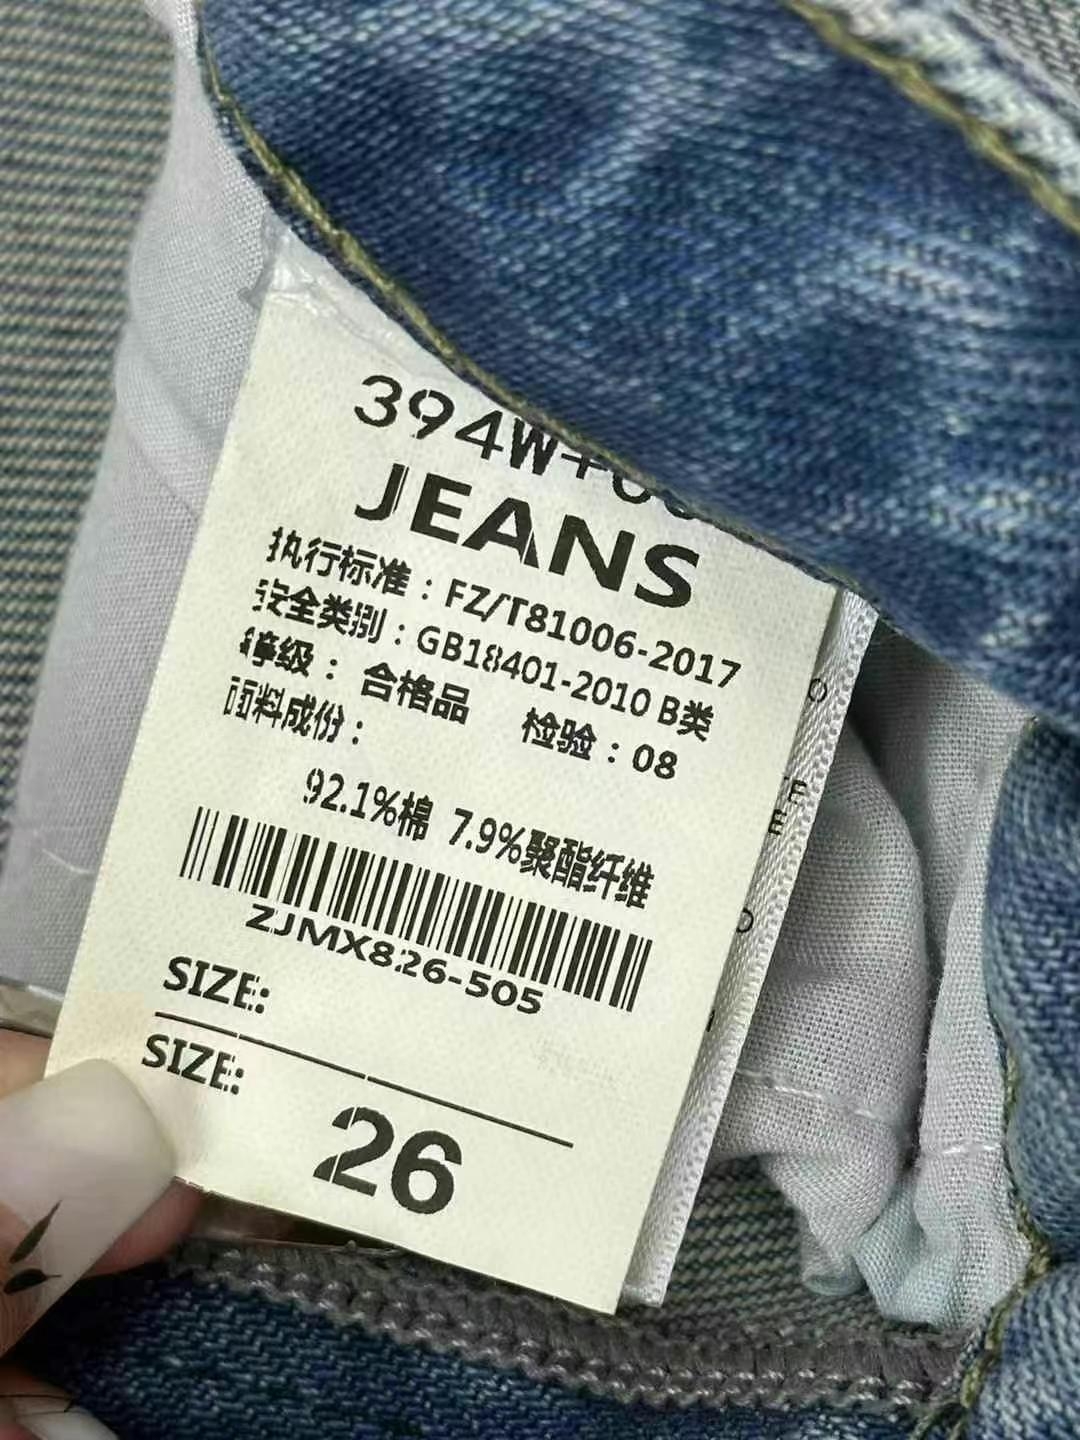 394W+
JEANS
执行标准：FZ/T81006-2017
安全类别：GB18401-2010 B类
等级：合格品 检验：08
面料成份：
92.1%棉 7.9%聚酯纤维
ZJMX826-505
SIZE:
SIZE:
26